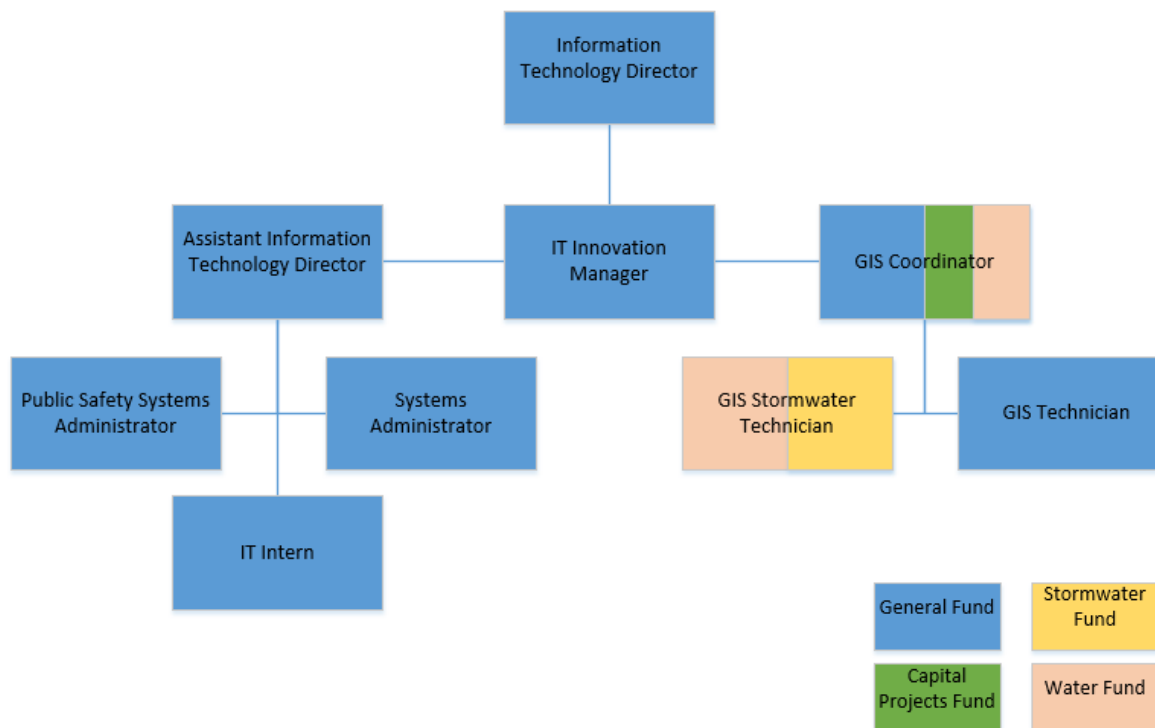 Information
Technology Director
Assistant Information
Technology Director
IT Innovation
Manager
GIS Coordinator
Public Safety Systems
Administrator
Systems
Administrator
GIS Stormwater
Technician
GIS Technician
IT Intern
General Fund
Stormwater
Fund
Capital
Projects Fund
Water Fund